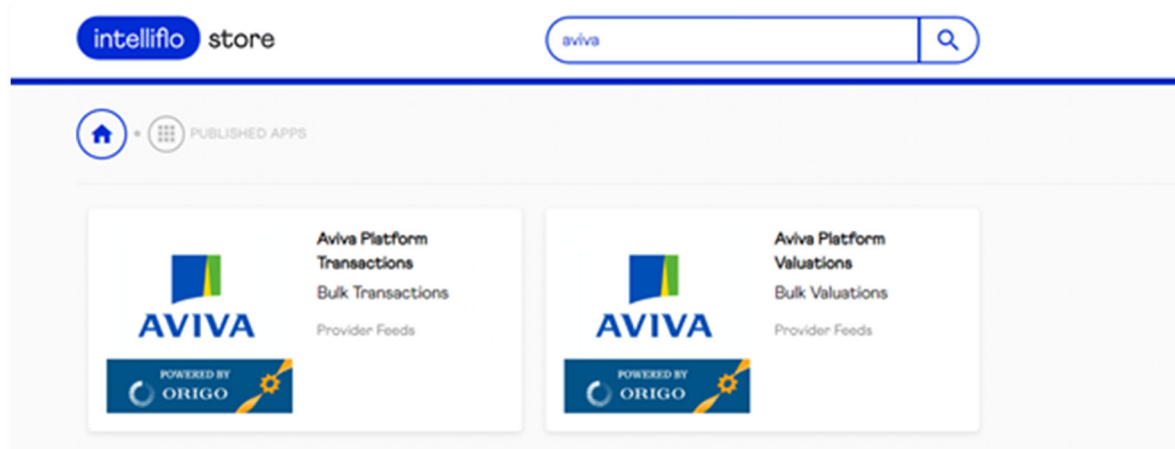 intelliflo store
aviva
PUBLISHED APPS
Aviva Platform
Transactions
Bulk Transactions
Provider Feeds
AVIVA
POWERED BY
ORIGO
Aviva Platform
Valuations
Bulk Valuations
Provider Feeds
AVIVA
POWERED BY
ORIGO